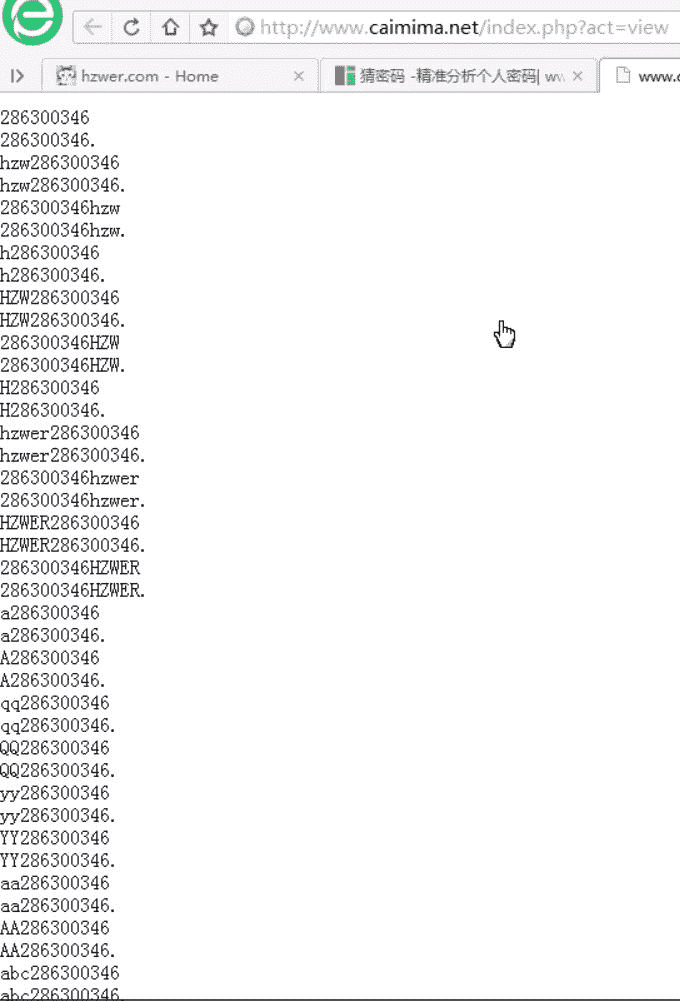 http://www.caimima.net/index.php?act=view
hzwer.com - Home
猜密码 -精准分析个人密码|
286300346
286300346.
hzw286300346
hzw286300346.
286300346hzw
286300346hzw.
h286300346
h286300346.
HZW286300346
HZW286300346.
286300346HZW
286300346HZW.
H286300346
H286300346.
hzwer286300346
hzwer286300346.
286300346hzwer
286300346hzwer.
HZWER286300346
HZWER286300346.
286300346HZWER
286300346HZWER.
a286300346
a286300346.
A286300346
A286300346.
qq286300346
qq286300346.
QQ286300346
QQ286300346.
yy286300346
yy286300346.
YY286300346
YY286300346.
aa286300346
aa286300346.
AA286300346
AA286300346.
abc286300346
abc286300346.